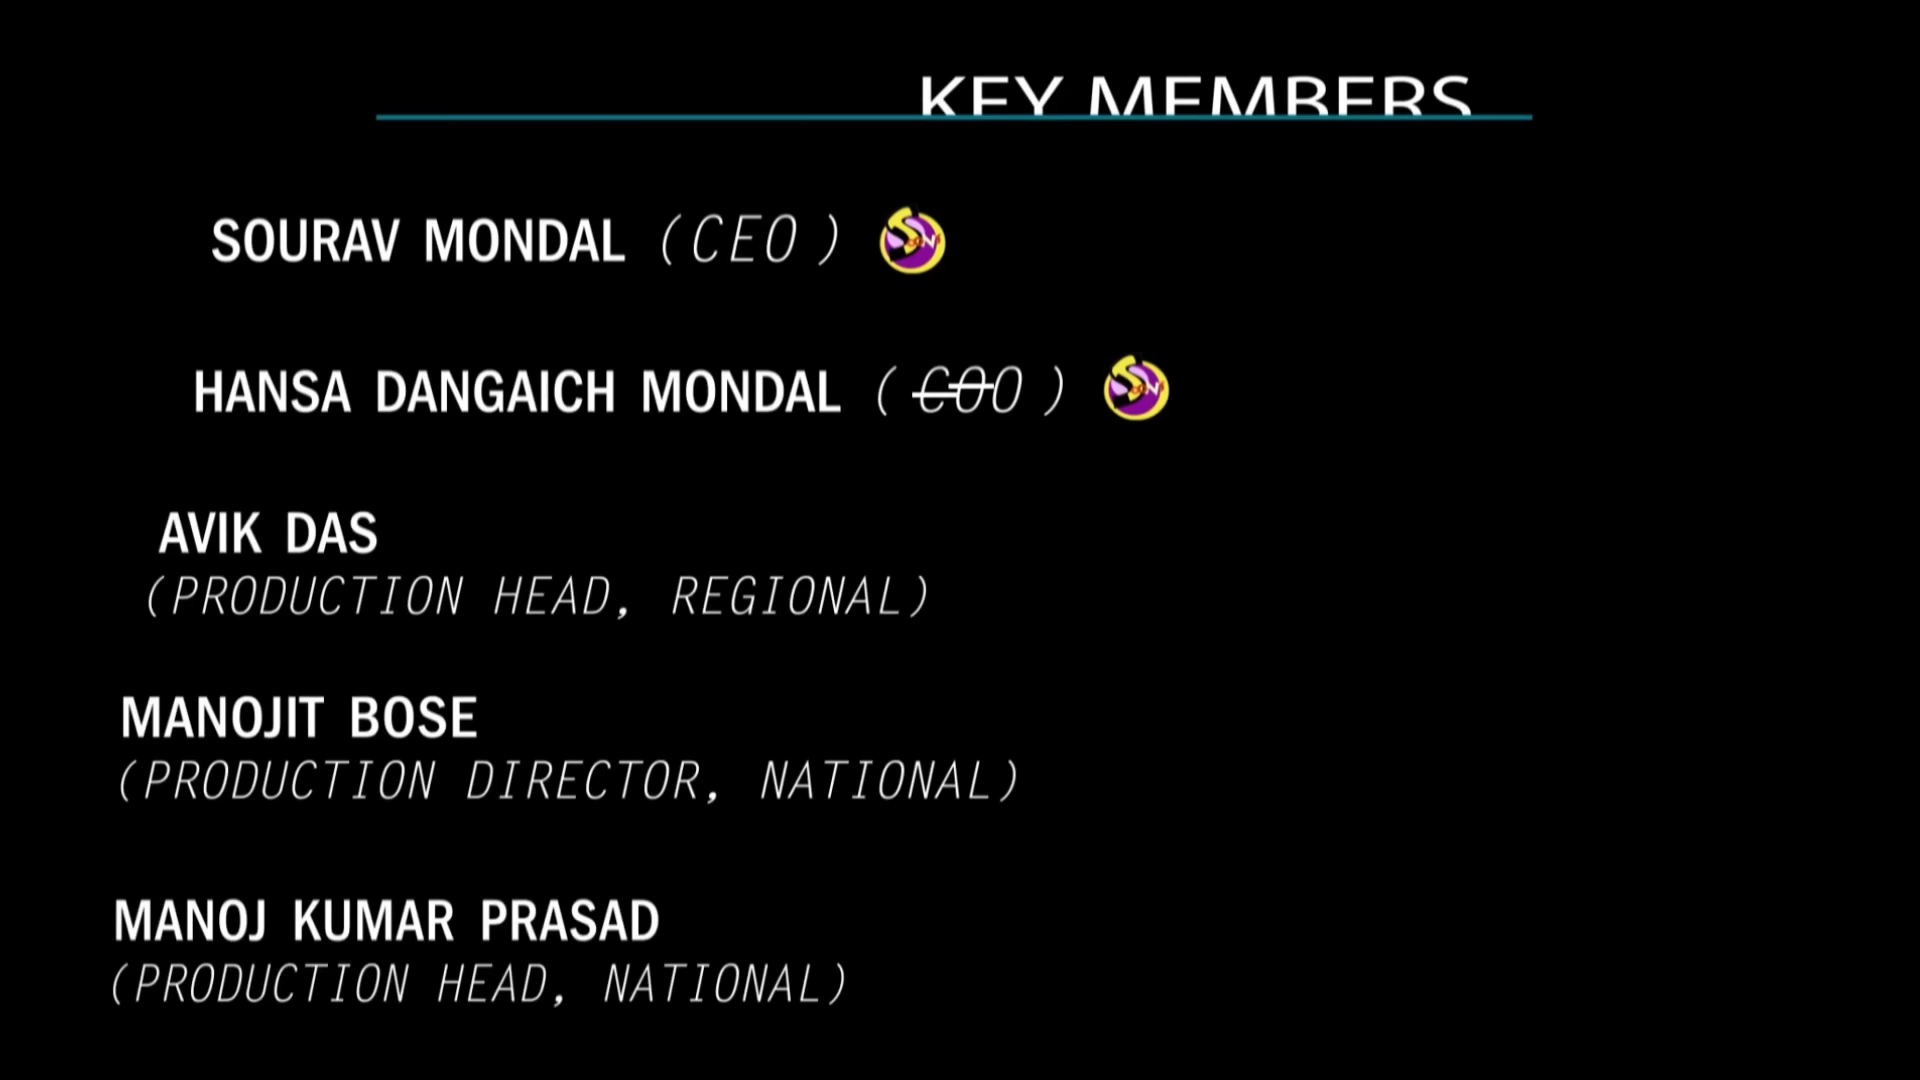 KEY MEMBERS
SOURAV MONDAL (CEO )
HANSA DANGAICH MONDAL ( COO )
AVIK DAS
(PRODUCTION HEAD, REGIONAL)
MANOJIT BOSE
(PRODUCTION DIRECTOR, NATIONAL)
MANOJ KUMAR PRASAD
(PRODUCTION HEAD, NATIONAL)